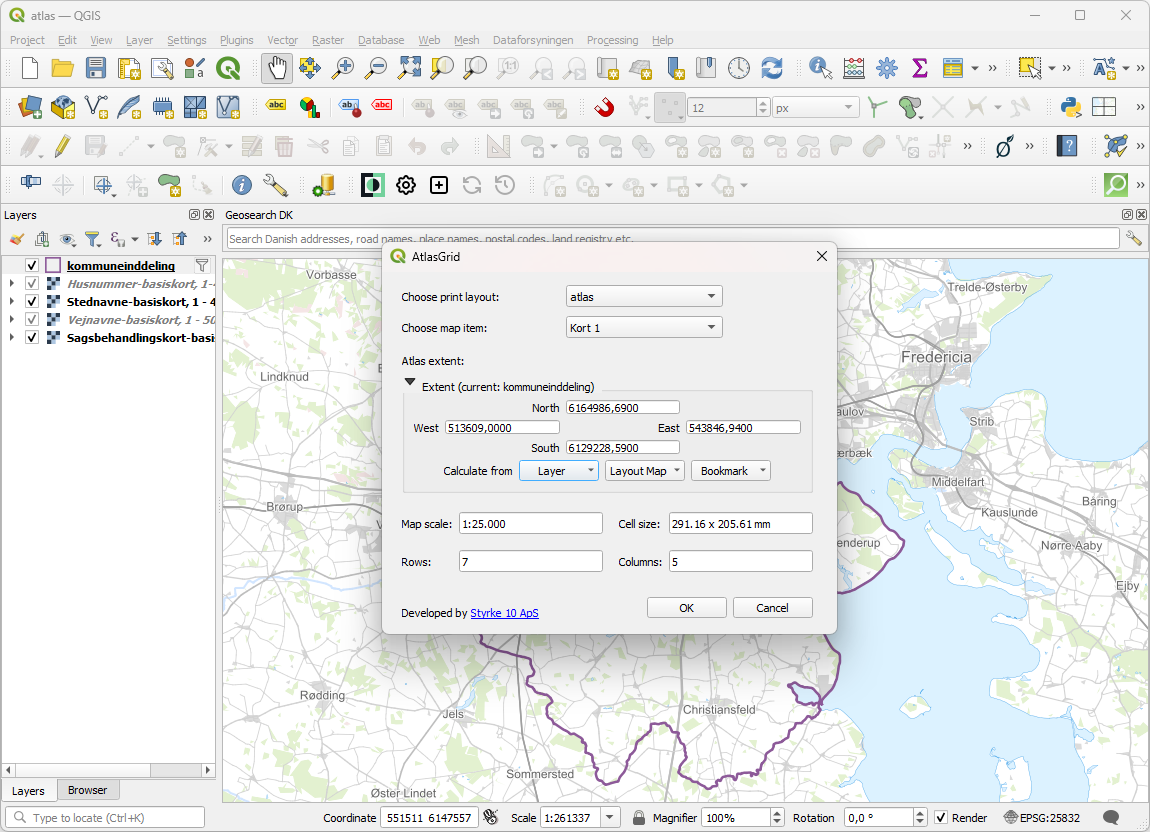 atlas — QGIS
Project Edit View Layer Settings Plugins Vector Raster Database Web Mesh Dataforsyningen Processing Help
12 px
Layers
Geosearch DK
Search Danish addresses, road names, place names, postal codes, land registry etc.
kommuneinddeling
Husnummer-basiskort, 1-
Stednavne-basiskort, 1 - 4
Vejnavne-basiskort, 1 - 50
Sagsbehandlingskort-basis
AtlasGrid
Choose print layout: atlas
Choose map item: Kort 1
Atlas extent:
Extent (current: kommuneinddeling)
North 6164986,6900
West 513609,0000 East 543846,9400
South 6129228,5900
Calculate from Layer Layout Map Bookmark
Map scale: 1:25.000 Cell size: 291.16 x 205.61 mm
Rows: 7 Columns: 5
Developed by Styrke 10 ApS
OK Cancel
Vorbasse
Trelde-Østerby
Fredericia
Lindknud
aulov
Strib
erbæk
Middelfart
Brørup
Båring
Kauslunde
enderup
Nørre-Aaby
Ejby
Rødding
Jels
Christiansfeld
Sommersted
Øster Lindet
Layers Browser
Type to locate (Ctrl+K)
Coordinate 551511 6147557 Scale 1:261337 Magnifier 100% Rotation 0,0 ° Render EPSG:25832